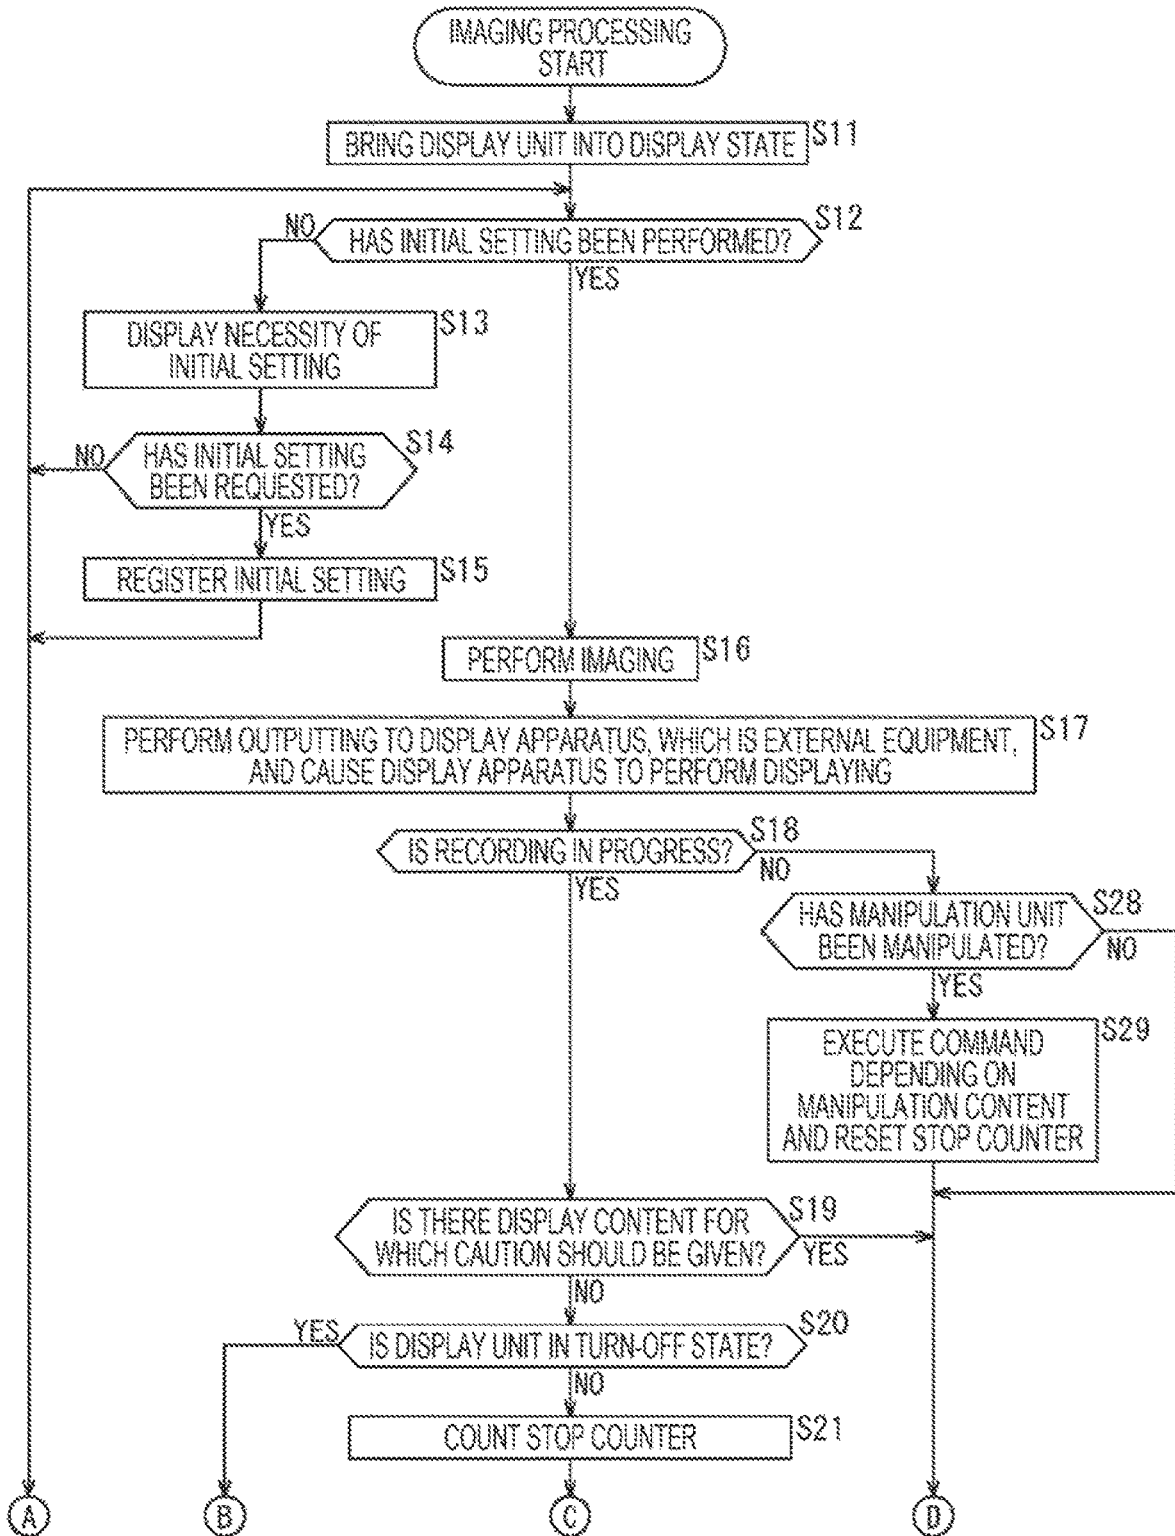 IMAGING PROCESSING
START
BRING DISPLAY UNIT INTO DISPLAY STATE
S11
HAS INITIAL SETTING BEEN PERFORMED?
S12
NO
YES
DISPLAY NECESSITY OF
INITIAL SETTING
S13
HAS INITIAL SETTING
BEEN REQUESTED?
S14
NO
YES
REGISTER INITIAL SETTING
S15
PERFORM IMAGING
S16
PERFORM OUTPUTTING TO DISPLAY APPARATUS, WHICH IS EXTERNAL EQUIPMENT,
AND CAUSE DISPLAY APPARATUS TO PERFORM DISPLAYING
S17
IS RECORDING IN PROGRESS?
S18
NO
YES
HAS MANIPULATION UNIT
BEEN MANIPULATED?
S28
NO
YES
EXECUTE COMMAND
DEPENDING ON
MANIPULATION CONTENT
AND RESET STOP COUNTER
S29
IS THERE DISPLAY CONTENT FOR
WHICH CAUTION SHOULD BE GIVEN?
S19
YES
NO
IS DISPLAY UNIT IN TURN-OFF STATE?
S20
YES
NO
COUNT STOP COUNTER
S21
A
B
C
D